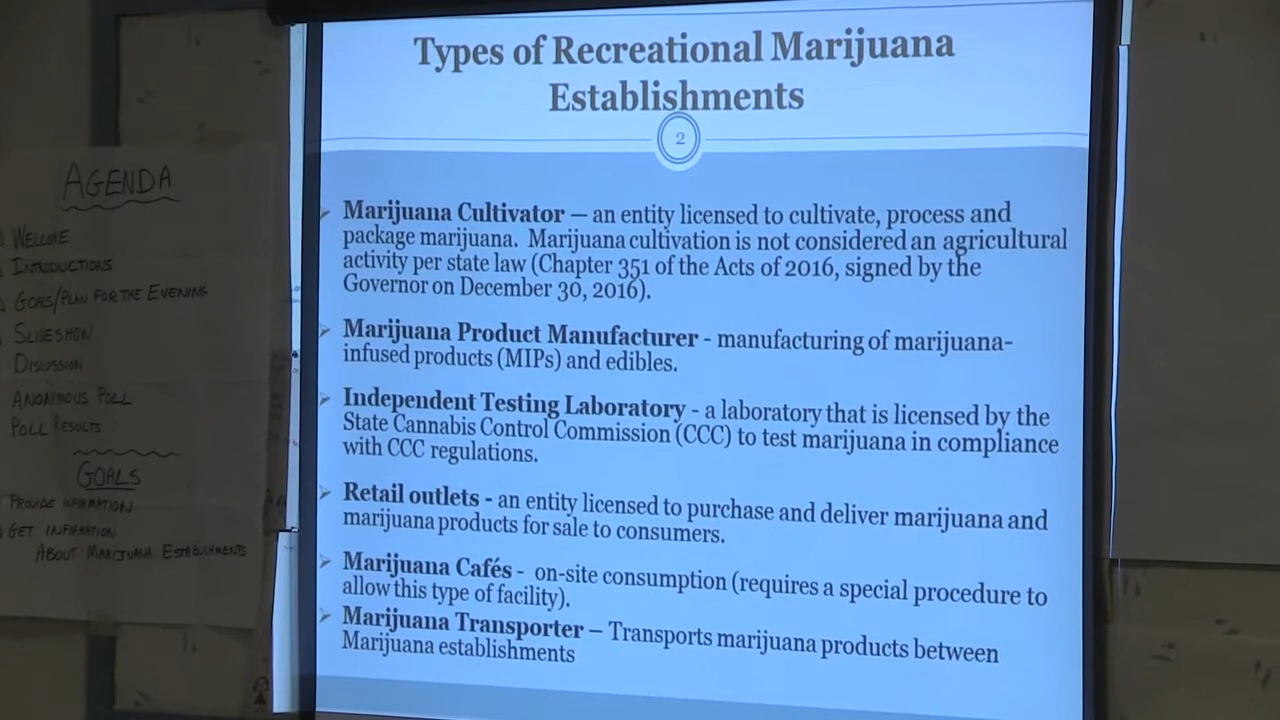 AGENDA
WELCOME
INTRODUCTIONS
GOALS/PLAN FOR THE EVENING
SLIDESHOW
DISCUSSION
ANONYMOUS POLL
POLL RESULTS
GOALS
PROVIDE INFORMATION
GET INFORMATION
ABOUT MARIJUANA ESTABLISHMENTS
Types of Recreational Marijuana
Establishments
2
Marijuana Cultivator – an entity licensed to cultivate, process and
package marijuana. Marijuana cultivation is not considered an agricultural
activity per state law (Chapter 351 of the Acts of 2016, signed by the
Governor on December 30, 2016).
Marijuana Product Manufacturer - manufacturing of marijuana-
infused products (MIPs) and edibles.
Independent Testing Laboratory - a laboratory that is licensed by the
State Cannabis Control Commission (CCC) to test marijuana in compliance
with CCC regulations.
Retail outlets - an entity licensed to purchase and deliver marijuana and
marijuana products for sale to consumers.
Marijuana Cafés - on-site consumption (requires a special procedure to
allow this type of facility).
Marijuana Transporter – Transports marijuana products between
Marijuana establishments